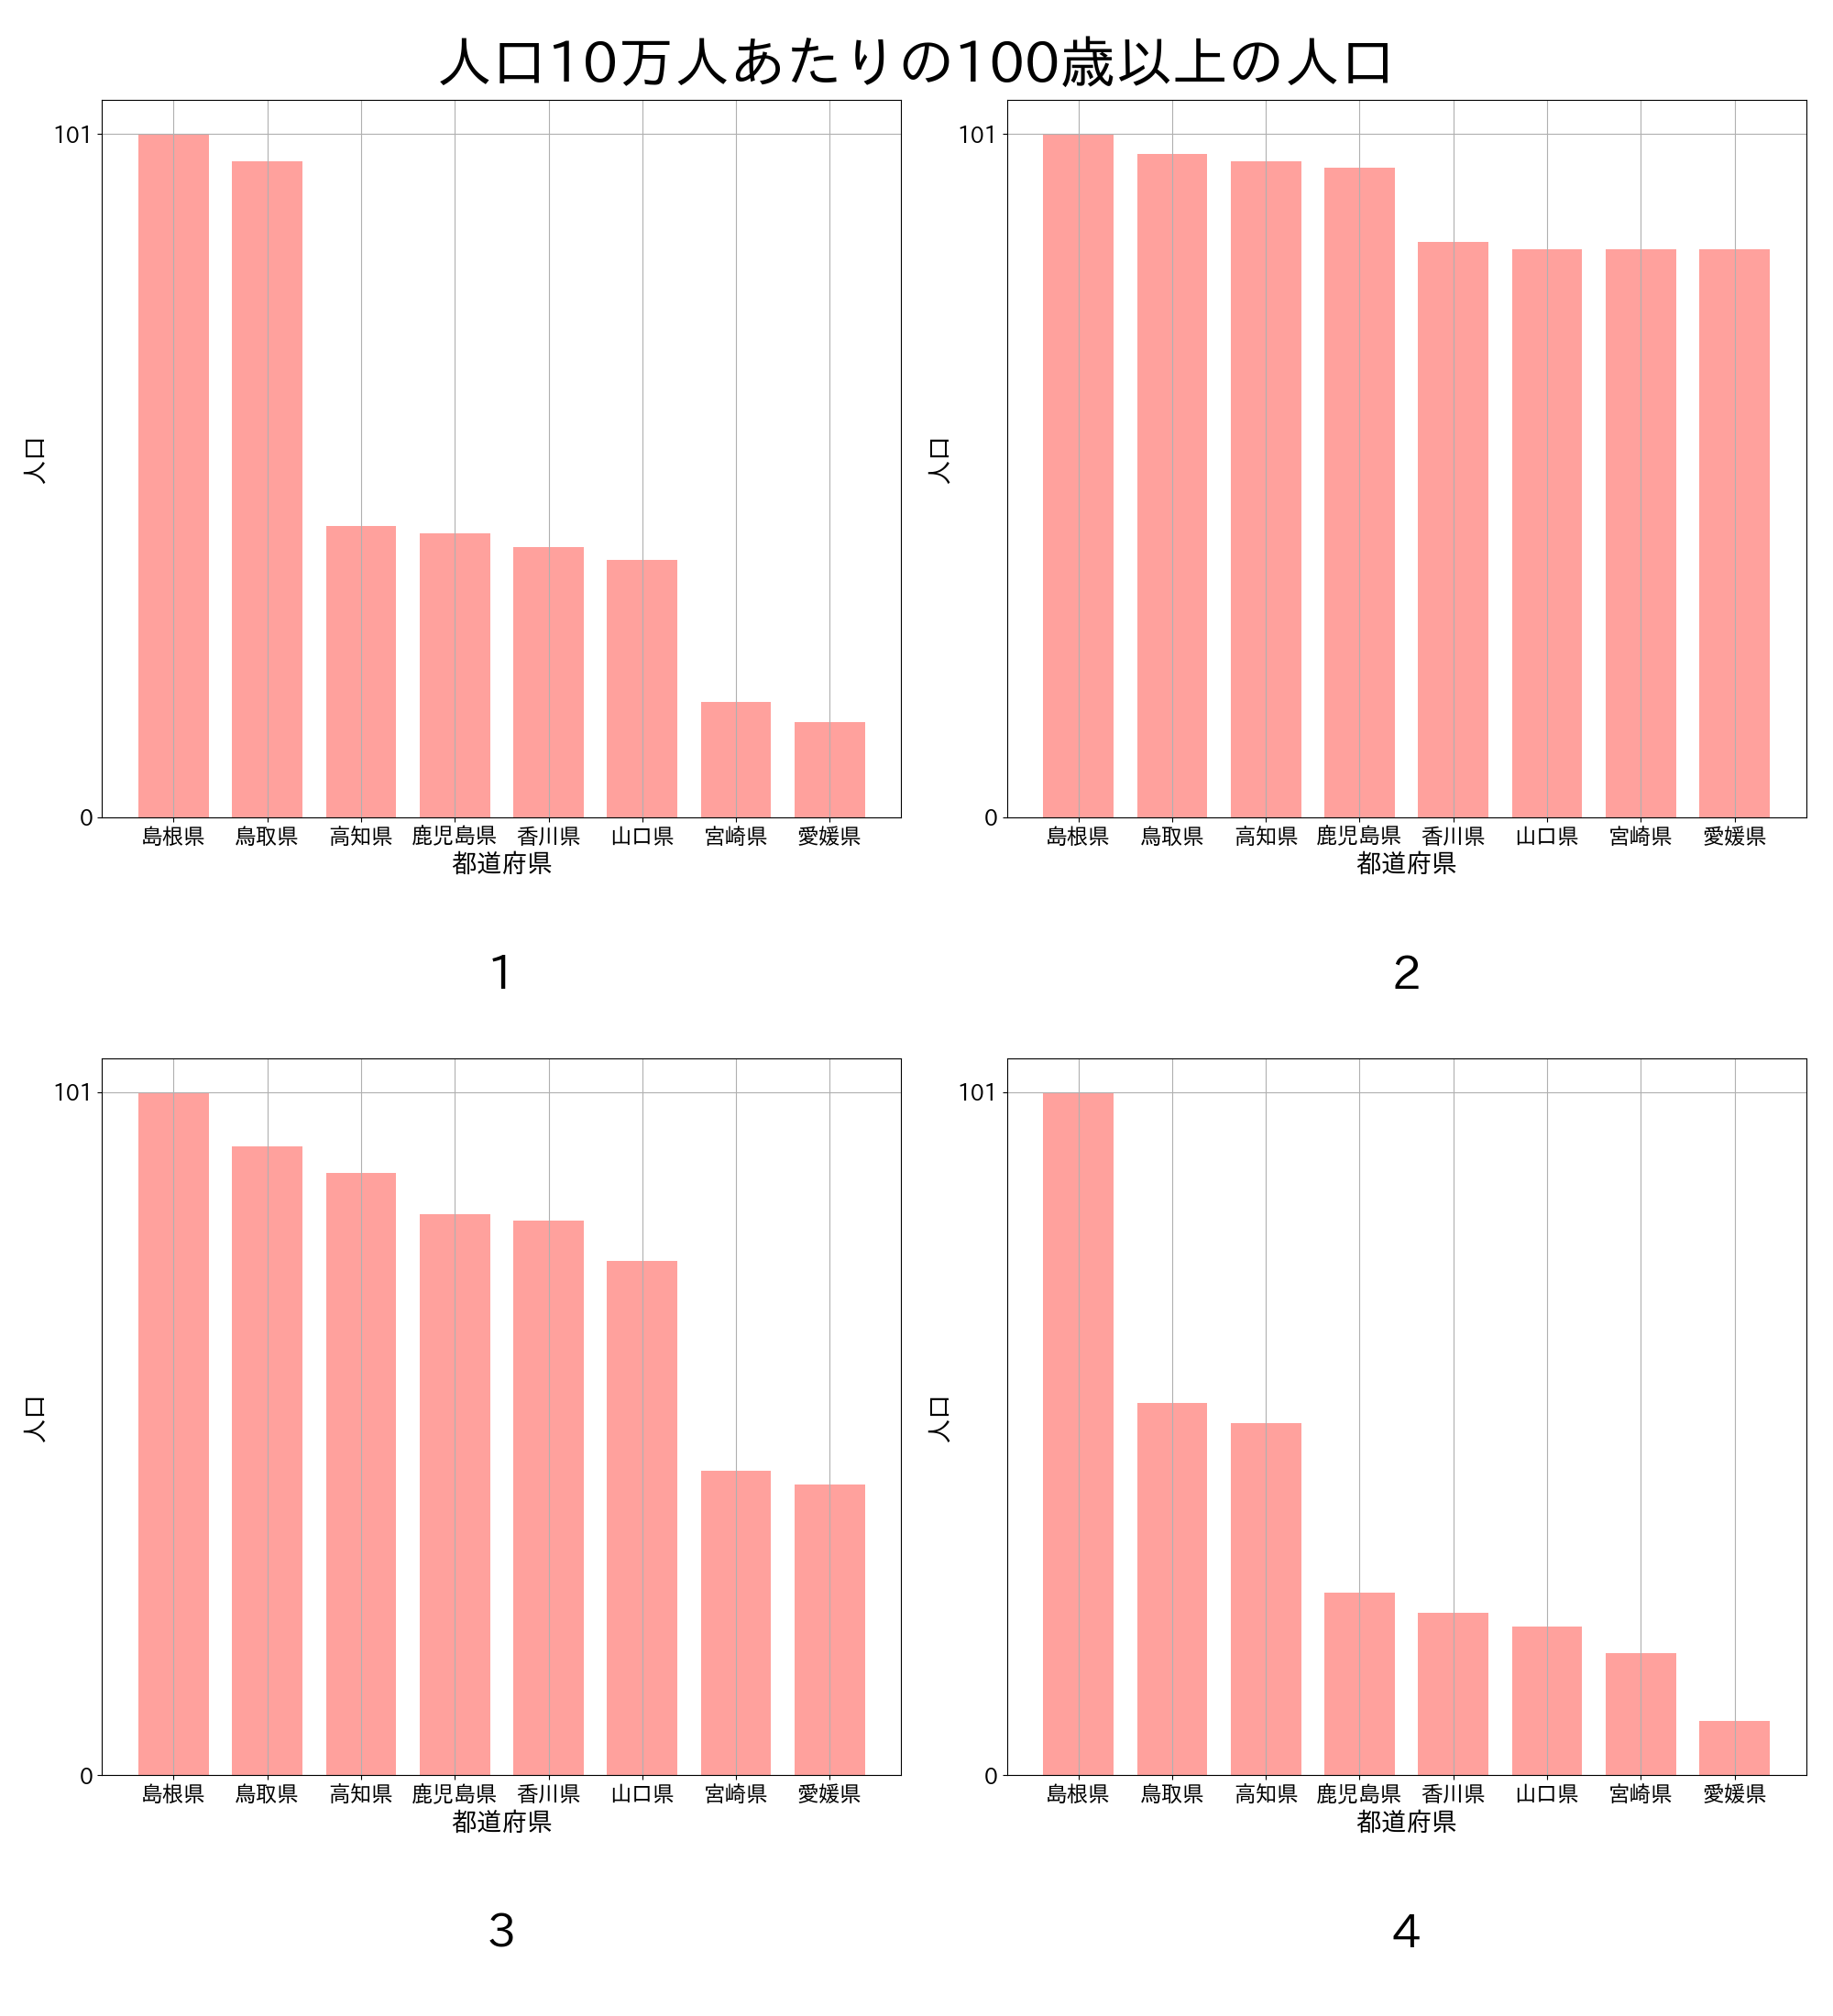 人口10万人あたりの100歳以上の人口
101
0
人口
島根県 鳥取県 高知県 鹿児島県 香川県 山口県 宮崎県 愛媛県
都道府県
1
101
0
人口
島根県 鳥取県 高知県 鹿児島県 香川県 山口県 宮崎県 愛媛県
都道府県
2
101
0
人口
島根県 鳥取県 高知県 鹿児島県 香川県 山口県 宮崎県 愛媛県
都道府県
3
101
0
人口
島根県 鳥取県 高知県 鹿児島県 香川県 山口県 宮崎県 愛媛県
都道府県
4